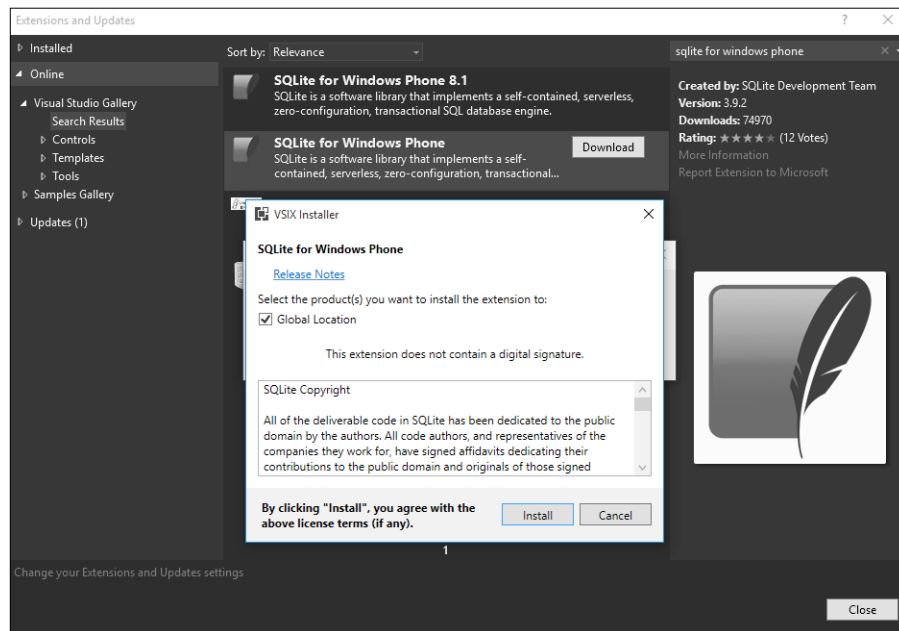 Extensions and Updates
Installed
Online
Visual Studio Gallery
Search Results
Controls
Templates
Tools
Samples Gallery
Updates (1)
Sort by: Relevance
SQLite for Windows Phone 8.1
SQLite is a software library that implements a self-contained, serverless,
zero-configuration, transactional SQL database engine.
SQLite for Windows Phone
SQLite is a software library that implements a self-
contained, serverless, zero-configuration, transactional...
Download
VSIX Installer
SQLite for Windows Phone
Release Notes
Select the product(s) you want to install the extension to:
Global Location
This extension does not contain a digital signature.
SQLite Copyright
All of the deliverable code in SQLite has been dedicated to the public
domain by the authors. All code authors, and representatives of the
companies they work for, have signed affidavits dedicating their
contributions to the public domain and originals of those signed
By clicking "Install", you agree with the
above license terms (if any).
Install
Cancel
1
sqlite for windows phone
Created by: SQLite Development Team
Version: 3.9.2
Downloads: 74970
Rating: ★★★★★ (12 Votes)
More Information
Report Extension to Microsoft
Change your Extensions and Updates settings
Close